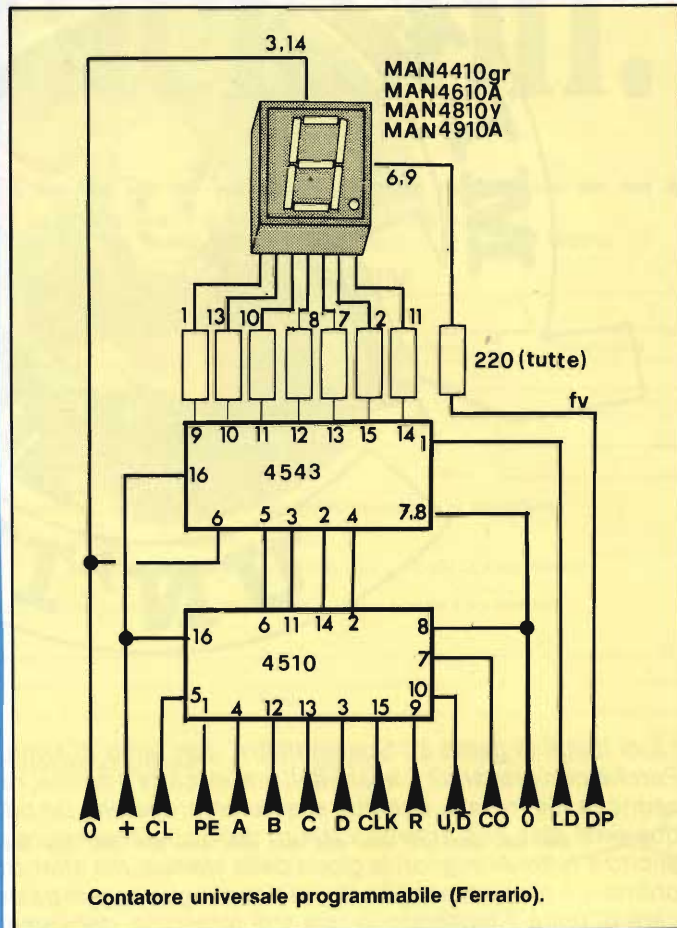 3,14
MAN4410gr
MAN4610A
MAN4810y
MAN4910A
6,9
1 13 10 8 7 2 11
220 (tutte)
fv
9 10 11 12 13 15 14
1
4543
16
6 5 3 2 4 7,8
6 11 14 2
16
8
4510
7
10
5
1 4 12 13 3 15 9
0 + CL PE A B C D CLK R U,D CO 0 LD DP
Contatore universale programmabile (Ferrario).